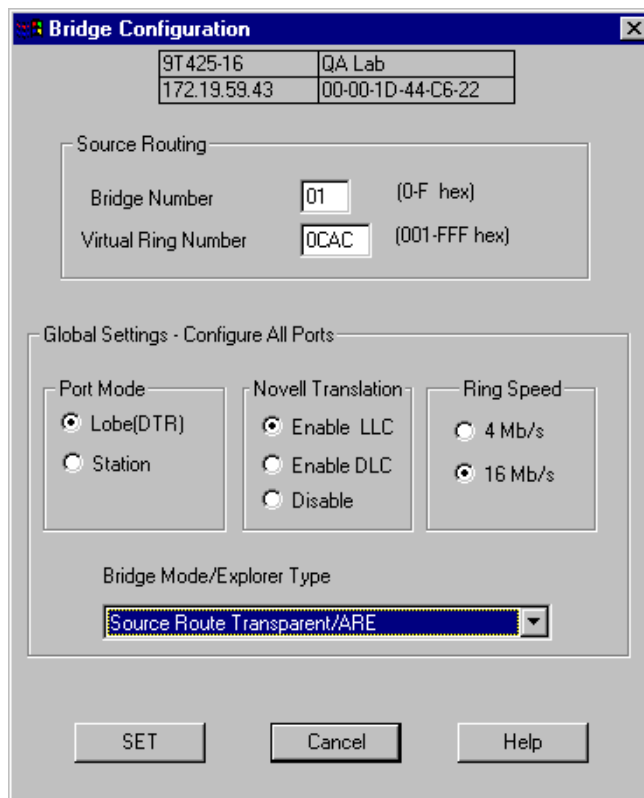 Bridge Configuration
9T425-16 QA Lab
172.19.59.43 00-00-1D-44-C6-22
Source Routing
Bridge Number 01 (0-F hex)
Virtual Ring Number 0CAC (001-FFF hex)
Global Settings - Configure All Ports
Port Mode Novell Translation Ring Speed
Lobe(DTR) Enable LLC 4 Mb/s
Station Enable DLC 16 Mb/s
Disable
Bridge Mode/Explorer Type
Source Route Transparent/ARE
SET Cancel Help